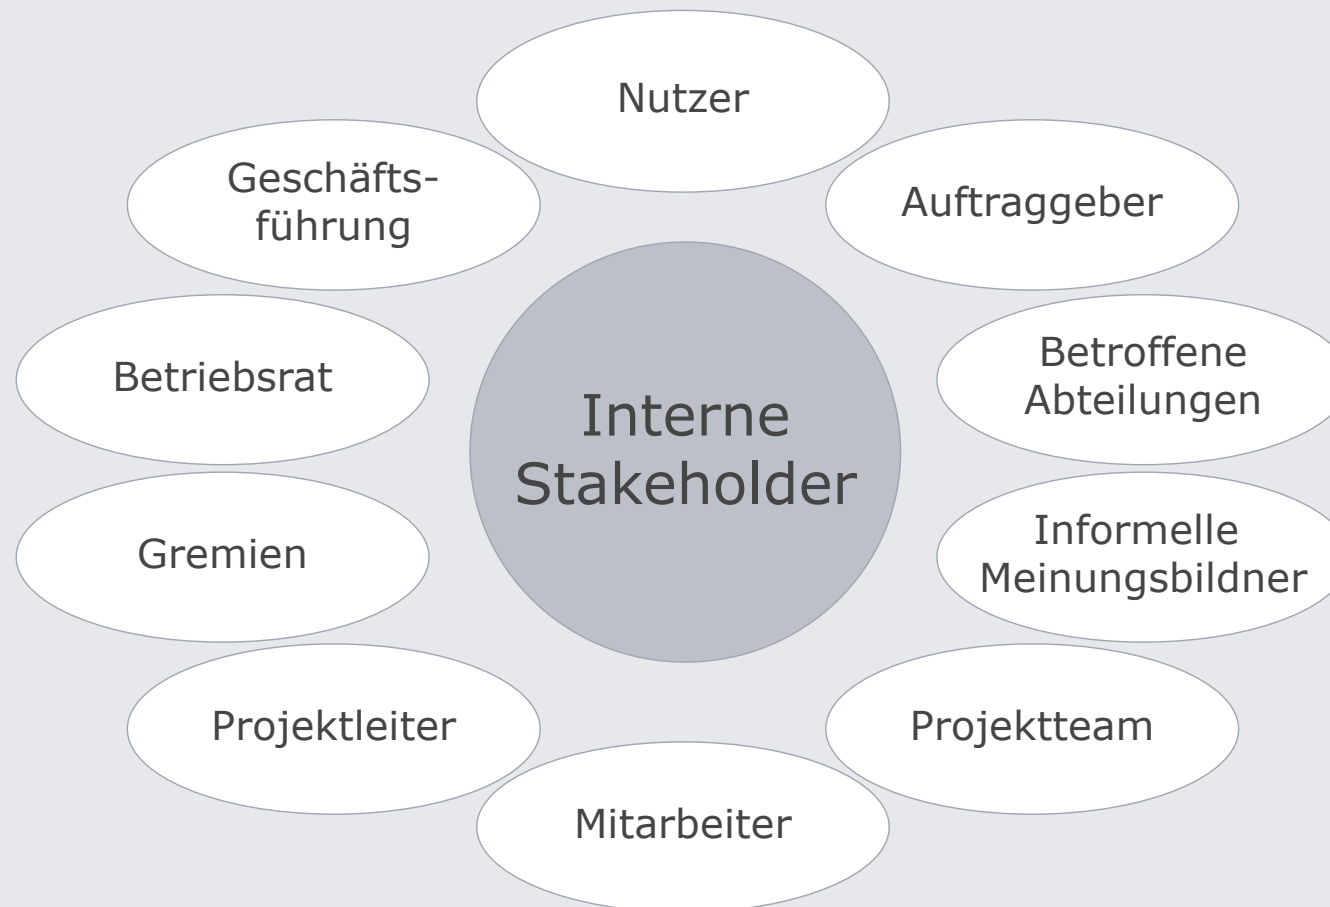 Nutzer
Geschäfts-
führung
Auftraggeber
Betriebsrat
Interne
Stakeholder
Betroffene
Abteilungen
Gremien
Informelle
Meinungsbildner
Projektleiter
Projektteam
Mitarbeiter